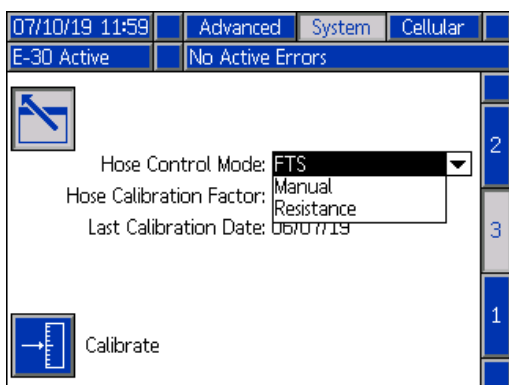 07/10/19 11:59 Advanced System Cellular
E-30 Active No Active Errors
2
Hose Control Mode: FTS
Manual
Hose Calibration Factor:
Resistance
Last Calibration Date: 06/07/19
3
1
Calibrate